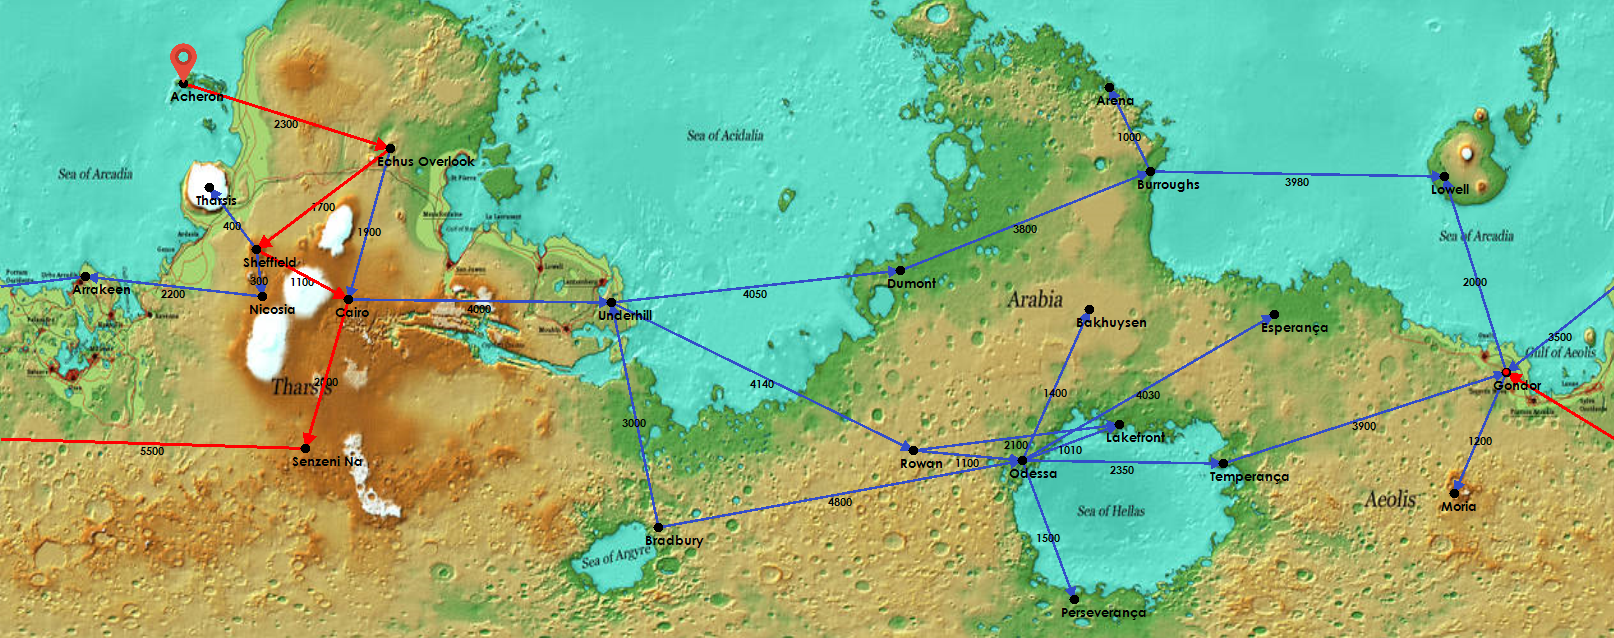 Acheron
2300
Sea of Arcadia
Echus Overlook
Sea of Acidalia
Tharsis
400
1700
1900
Sheffield
300
1100
Arrakeen
2200
Nicosia
Cairo
4000
Underhill
4050
Dumont
3800
Arena
1000
Burroughs
3980
Lowell
Sea of Arcadia
2000
Arabia
Bakhuysen
Esperança
3500
Gulf of Aeolis
Gondor
Tharsis
2800
3000
4140
1400
4030
Lakefront
3900
1200
5500
Senzeni Na
Rowan
1100
2100
1010
Odessa
2350
Temperança
Aeolis
Moria
4800
Bradbury
Sea of Argyre
Sea of Hellas
1500
Perseverança
Lowell